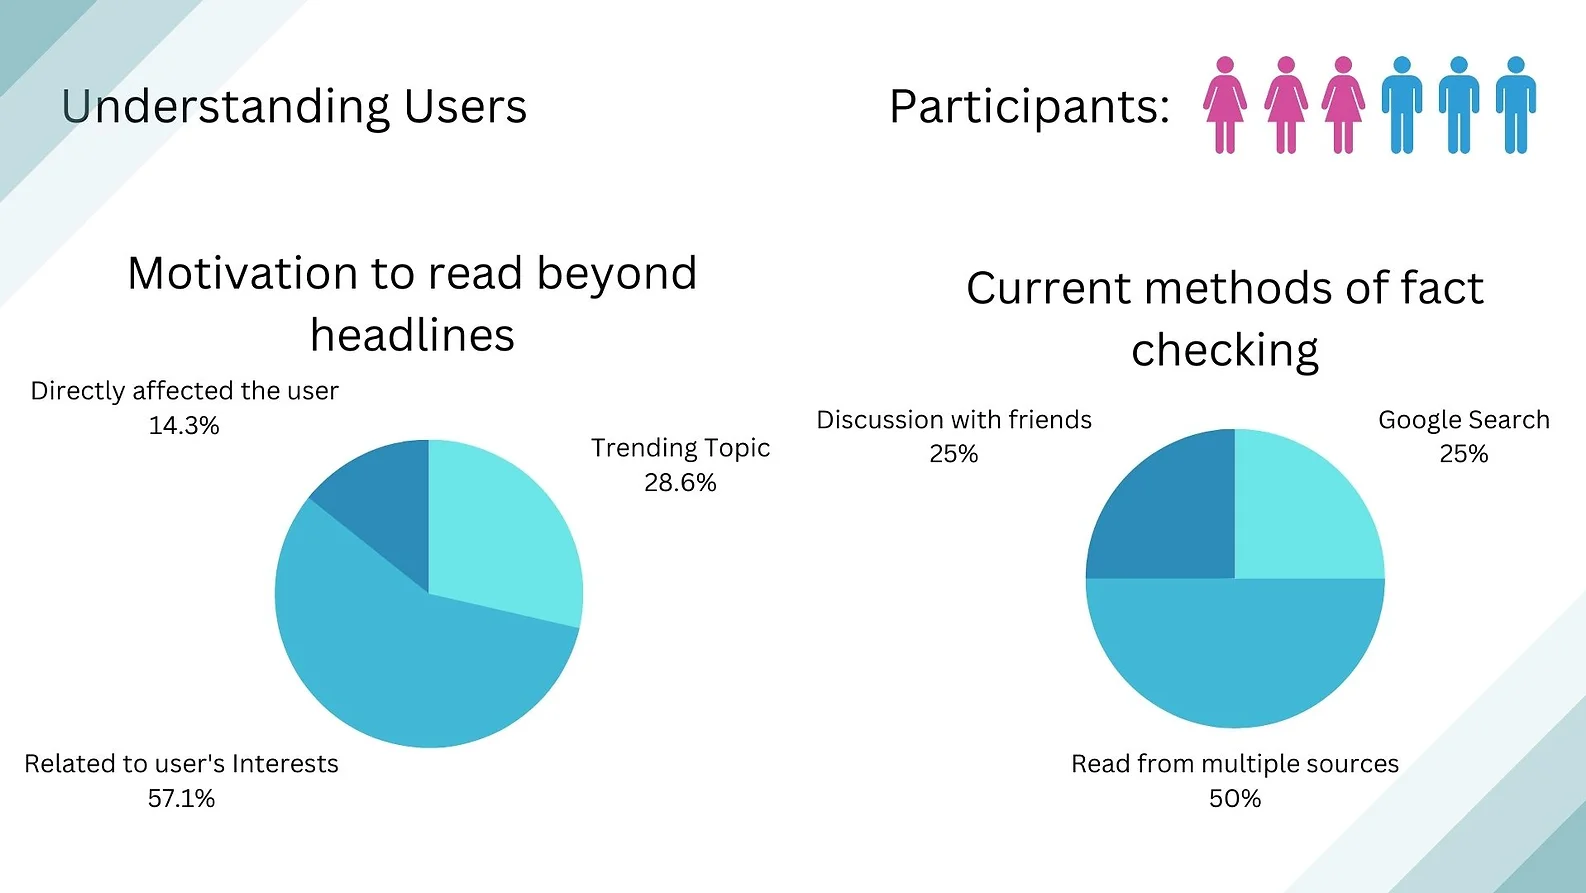 Understanding Users
Participants:
Motivation to read beyond
headlines
Directly affected the user
14.3%
Trending Topic
28.6%
Related to user's Interests
57.1%
Current methods of fact
checking
Discussion with friends
25%
Google Search
25%
Read from multiple sources
50%